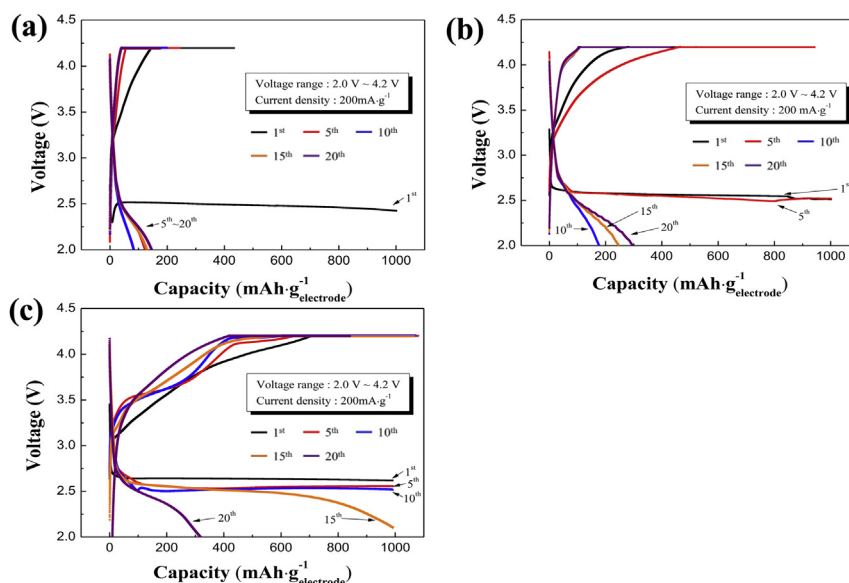 (a)
4.5
4.0
3.5
3.0
2.5
2.0
Voltage (V)
Voltage range : 2.0 V ~ 4.2 V
Current density : 200mA·g⁻¹
1st 5th 10th
15th 20th
1st
5th~20th
0 200 400 600 800 1000
Capacity (mAh·g⁻¹electrode)
(b)
4.5
4.0
3.5
3.0
2.5
2.0
Voltage (V)
Voltage range : 2.0 V ~ 4.2 V
Current density : 200 mA·g⁻¹
1st 5th 10th
15th 20th
1st
5th
15th
10th
20th
0 200 400 600 800 1000
Capacity (mAh·g⁻¹electrode)
(c)
4.5
4.0
3.5
3.0
2.5
2.0
Voltage (V)
Voltage range : 2.0 V ~ 4.2 V
Current density : 200mA·g⁻¹
1st 5th 10th
15th 20th
1st
5th
10th
20th
15th
0 200 400 600 800 1000
Capacity (mAh·g⁻¹electrode)